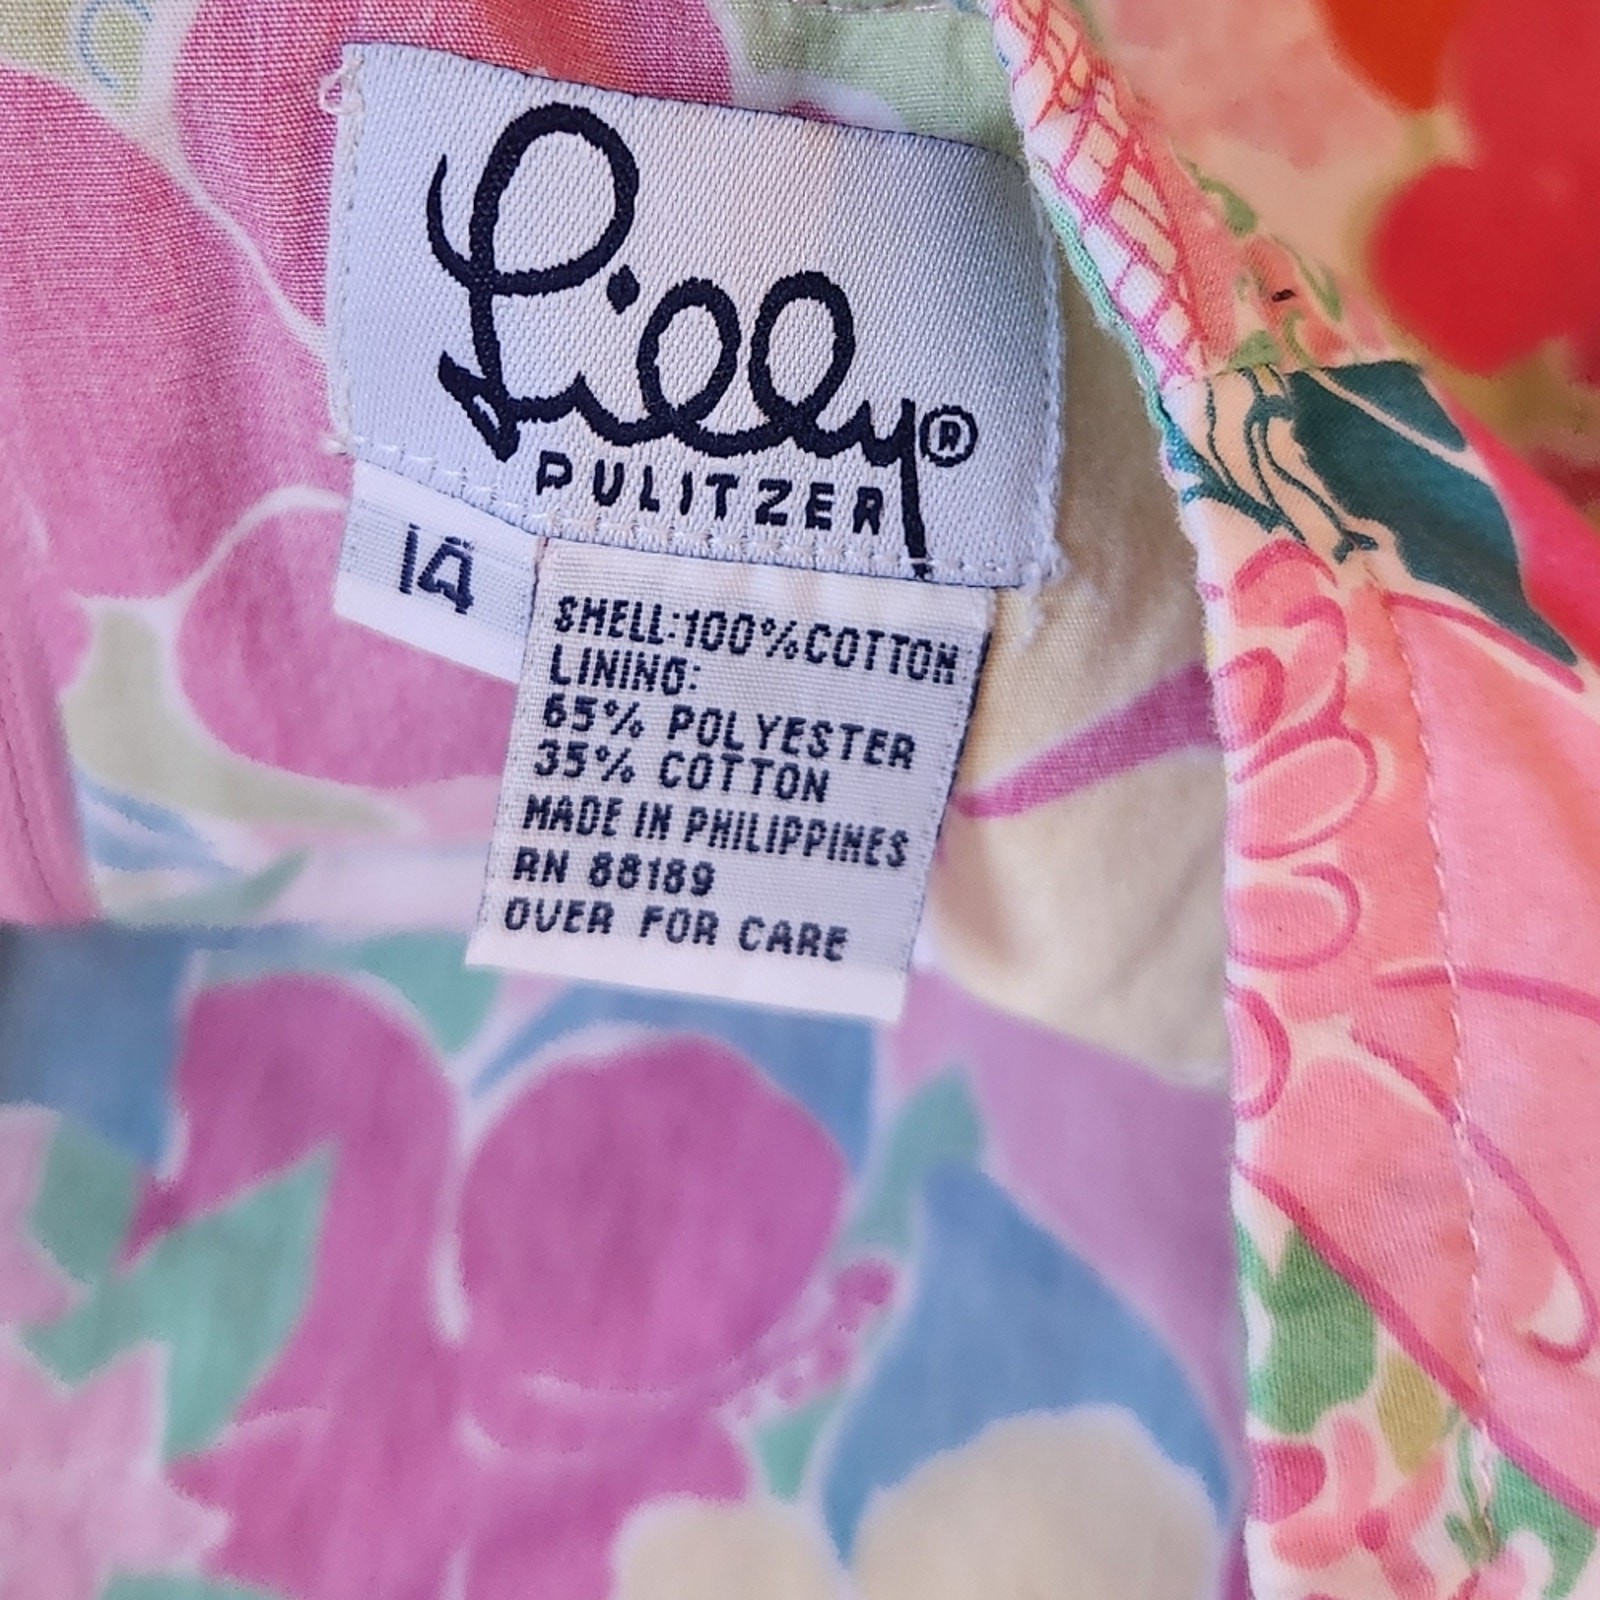 Lilly®
PULITZER
14
SHELL:100%COTTON
LINING:
65% POLYESTER
35% COTTON
MADE IN PHILIPPINES
RN 88189
OVER FOR CARE